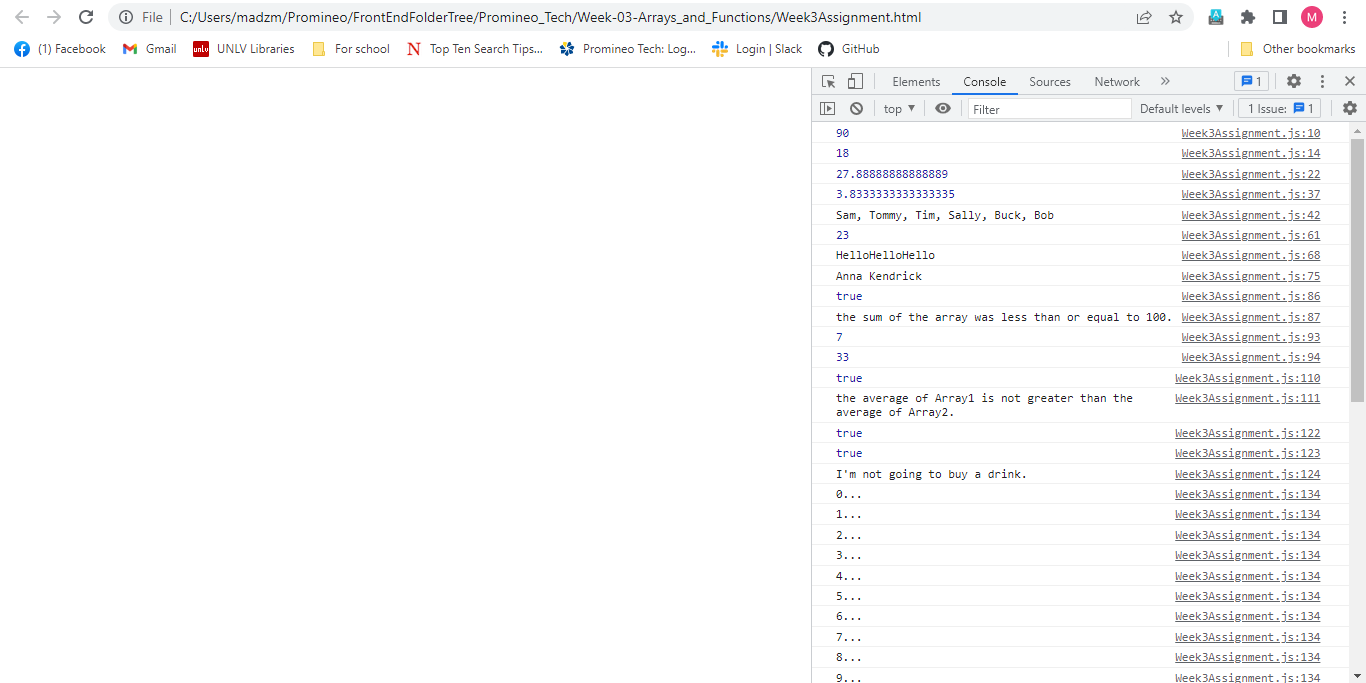 File C:/Users/madzm/Promineo/FrontEndFolderTree/Promineo_Tech/Week-03-Arrays_and_Functions/Week3Assignment.html M
(1) Facebook Gmail unlv UNLV Libraries For school N Top Ten Search Tips... Promineo Tech: Log... Login | Slack GitHub Other bookmarks
Elements Console Sources Network 1
top Filter Default levels 1 Issue: 1
90 Week3Assignment.js:10
18 Week3Assignment.js:14
27.88888888888889 Week3Assignment.js:22
3.8333333333333335 Week3Assignment.js:37
Sam, Tommy, Tim, Sally, Buck, Bob Week3Assignment.js:42
23 Week3Assignment.js:61
HelloHelloHello Week3Assignment.js:68
Anna Kendrick Week3Assignment.js:75
true Week3Assignment.js:86
the sum of the array was less than or equal to 100. Week3Assignment.js:87
7 Week3Assignment.js:93
33 Week3Assignment.js:94
true Week3Assignment.js:110
the average of Array1 is not greater than the Week3Assignment.js:111
average of Array2.
true Week3Assignment.js:122
true Week3Assignment.js:123
I'm not going to buy a drink. Week3Assignment.js:124
0... Week3Assignment.js:134
1... Week3Assignment.js:134
2... Week3Assignment.js:134
3... Week3Assignment.js:134
4... Week3Assignment.js:134
5... Week3Assignment.js:134
6... Week3Assignment.js:134
7... Week3Assignment.js:134
8... Week3Assignment.js:134
9... Week3Assignment.js:134